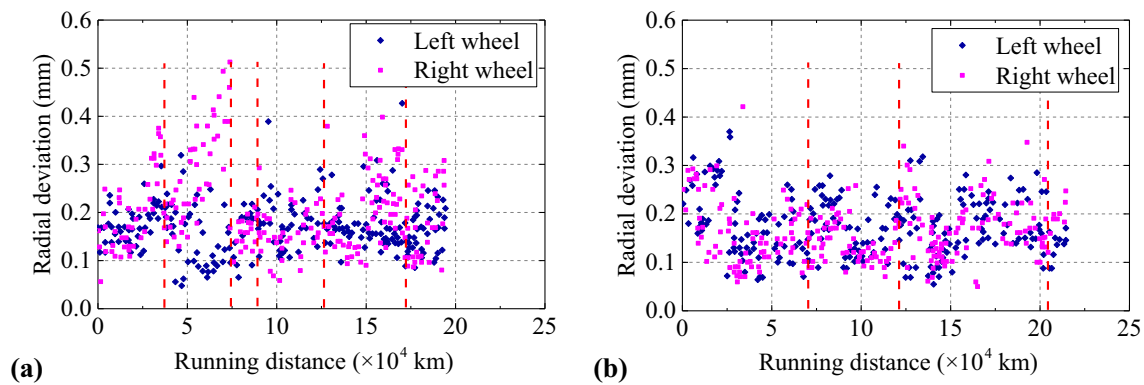 0.6
0.5
0.4
0.3
0.2
0.1
0.0
Radial deviation (mm)
Left wheel
Right wheel
0 5 10 15 20 25
Running distance (×10⁴ km)
(a)
0.6
0.5
0.4
0.3
0.2
0.1
0.0
Radial deviation (mm)
Left wheel
Right wheel
0 5 10 15 20 25
Running distance (×10⁴ km)
(b)